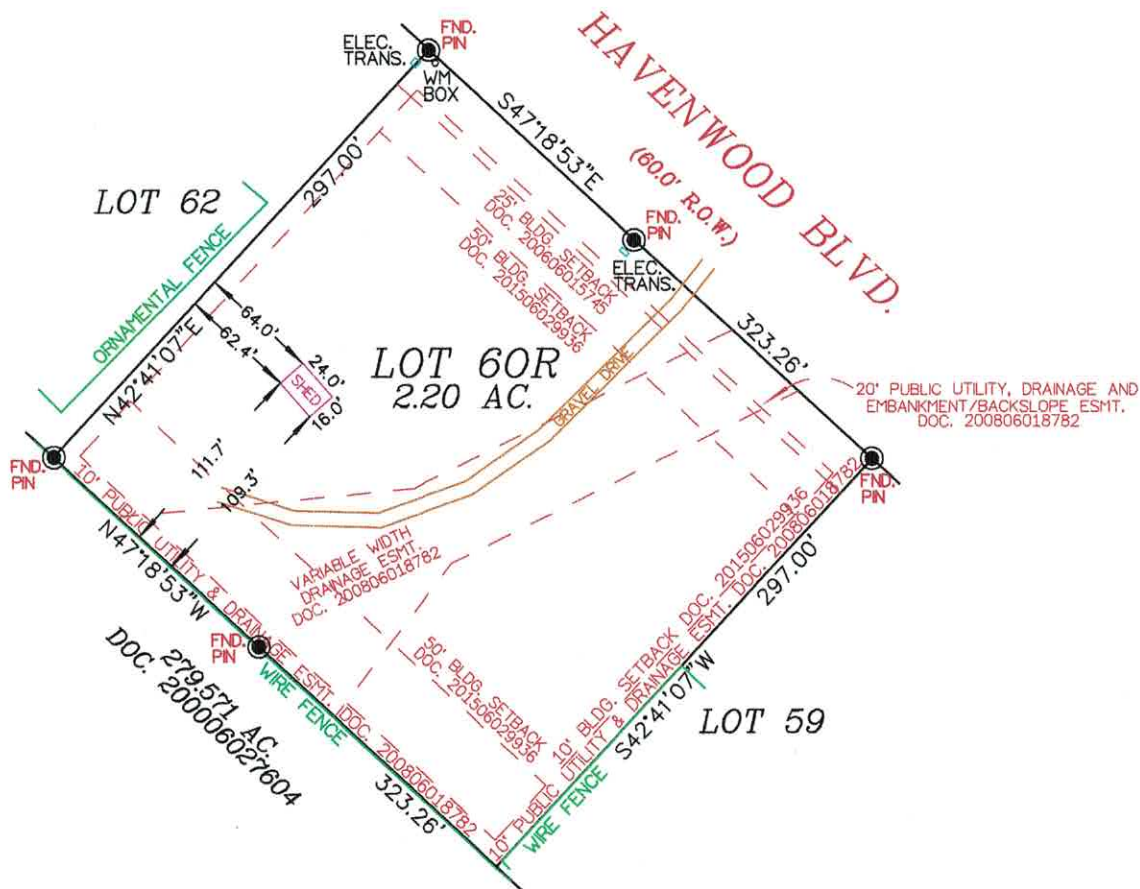 HAVENWOOD BLVD.
(60.0' R.O.W.)
FND.
PIN
ELEC.
TRANS.
WM
BOX
S47°18'53"E
297.00'
LOT 62
ORNAMENTAL FENCE
N42°41'07"E
25' BLDG. SETBACK
DOC. 200606015745
50' BLDG. SETBACK
DOC. 201506029936
FND.
PIN
ELEC.
TRANS.
323.26'
64.0'
62.4'
24.0'
SHED
16.0'
LOT 60R
2.20 AC.
GRAVEL DRIVE
20' PUBLIC UTILITY, DRAINAGE AND
EMBANKMENT/BACKSLOPE ESMT.
DOC. 200806018782
FND.
PIN
FND.
PIN
111.7'
109.3'
10' PUBLIC UTILITY & DRAINAGE ESMT. DOC. 200806018782
N47°18'53"W
VARIABLE WIDTH
DRAINAGE ESMT.
DOC. 200806018782
FND.
PIN
WIRE FENCE
279.571 AC.
DOC. 200006027604
323.26'
50' BLDG. SETBACK
DOC. 201506029936
10' BLDG. SETBACK DOC. 201506029936
10' PUBLIC UTILITY & DRAINAGE ESMT. DOC. 200806018782
297.00'
S42°41'07"W
WIRE FENCE
LOT 59